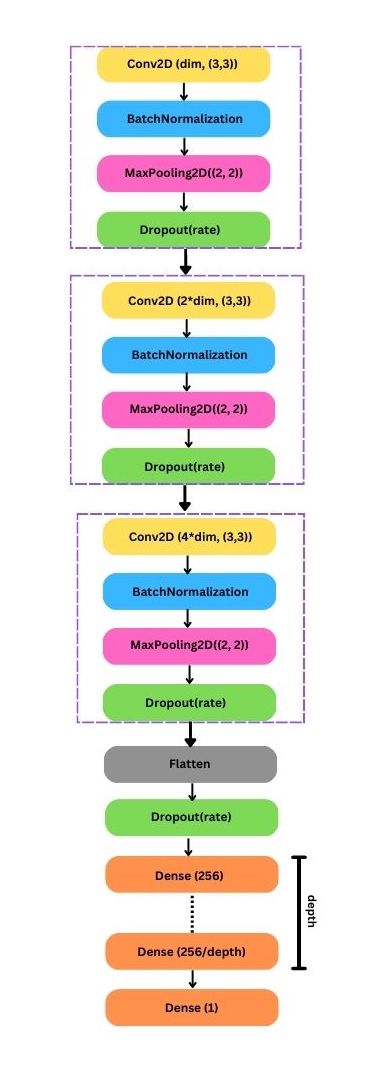 Conv2D (dim, (3,3))
BatchNormalization
MaxPooling2D((2, 2))
Dropout(rate)
Conv2D (2*dim, (3,3))
BatchNormalization
MaxPooling2D((2, 2))
Dropout(rate)
Conv2D (4*dim, (3,3))
BatchNormalization
MaxPooling2D((2, 2))
Dropout(rate)
Flatten
Dropout(rate)
Dense (256)
depth
Dense (256/depth)
Dense (1)